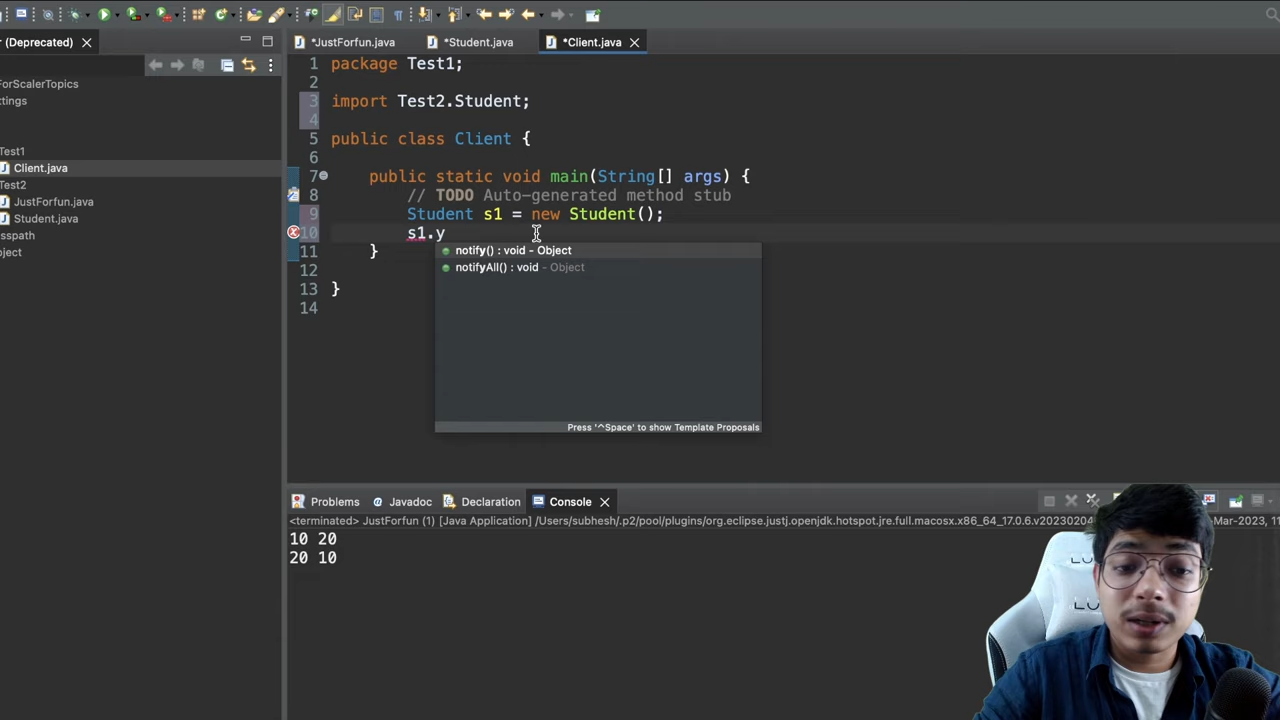 r (Deprecated)
*JustForfun.java
*Student.java
*Client.java
ForScalerTopics
ttings
Test1
Client.java
Test2
JustForfun.java
Student.java
sspath
oject
1 package Test1;
2
3 import Test2.Student;
4
5 public class Client {
6
7 public static void main(String[] args) {
8 // TODO Auto-generated method stub
9 Student s1 = new Student();
10 s1.y
11 }
12
13 }
14
notify() : void - Object
notifyAll() : void - Object
Press '^Space' to show Template Proposals
Problems Javadoc Declaration Console
<terminated> JustForfun (1) [Java Application] /Users/subhesh/.p2/pool/plugins/org.eclipse.justj.openjdk.hotspot.jre.full.macosx.x86_64_17.0.6.v20230204 -Mar-2023, 11
10 20
20 10